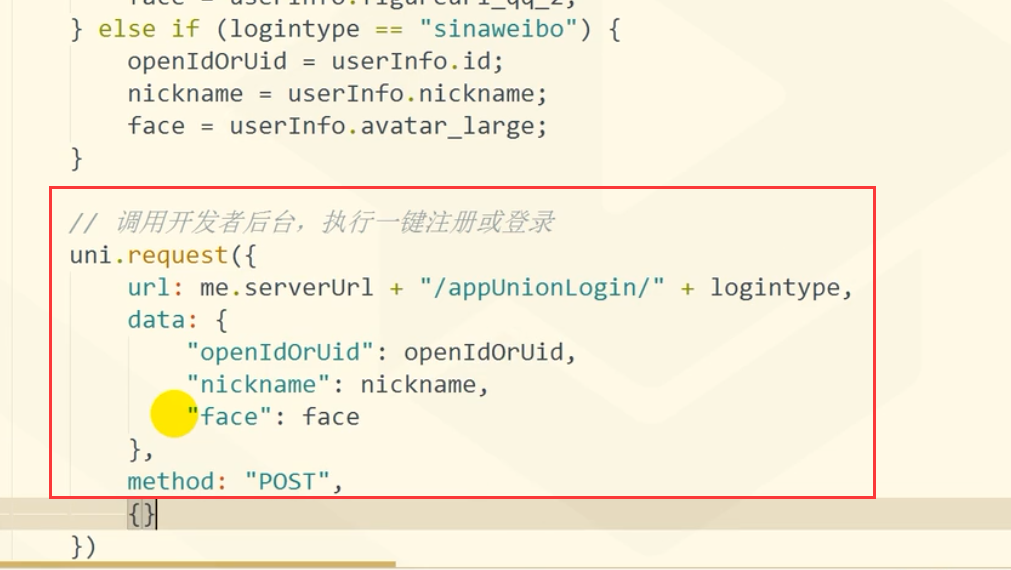 face = userInfo.figureurl_qq_2;
} else if (logintype == "sinaweibo") {
openIdOrUid = userInfo.id;
nickname = userInfo.nickname;
face = userInfo.avatar_large;
}
// 调用开发者后台，执行一键注册或登录
uni.request({
url: me.serverUrl + "/appUnionLogin/" + logintype,
data: {
"openIdOrUid": openIdOrUid,
"nickname": nickname,
"face": face
},
method: "POST",
{}
})